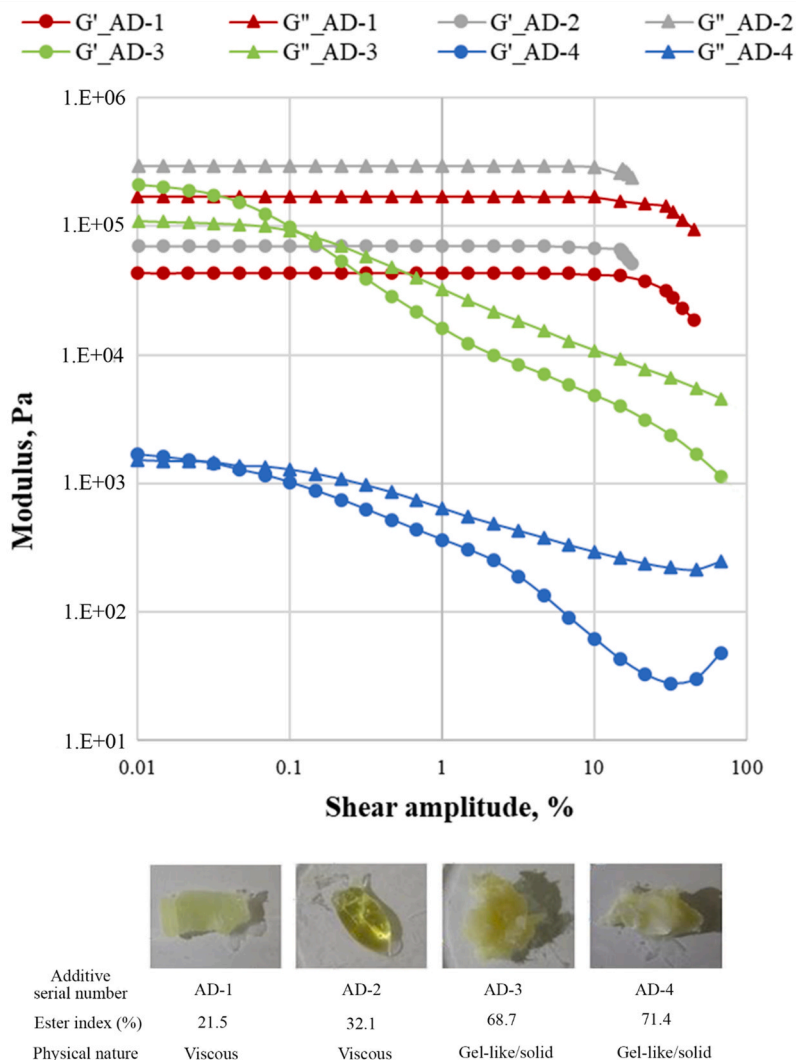 G'_AD-1 G"_AD-1 G'_AD-2 G"_AD-2
G'_AD-3 G"_AD-3 G'_AD-4 G"_AD-4
1.E+06
1.E+05
1.E+04
1.E+03
1.E+02
1.E+01
Modulus, Pa
0.01 0.1 1 10 100
Shear amplitude, %
Additive
serial number AD-1 AD-2 AD-3 AD-4
Ester index (%) 21.5 32.1 68.7 71.4
Physical nature Viscous Viscous Gel-like/solid Gel-like/solid